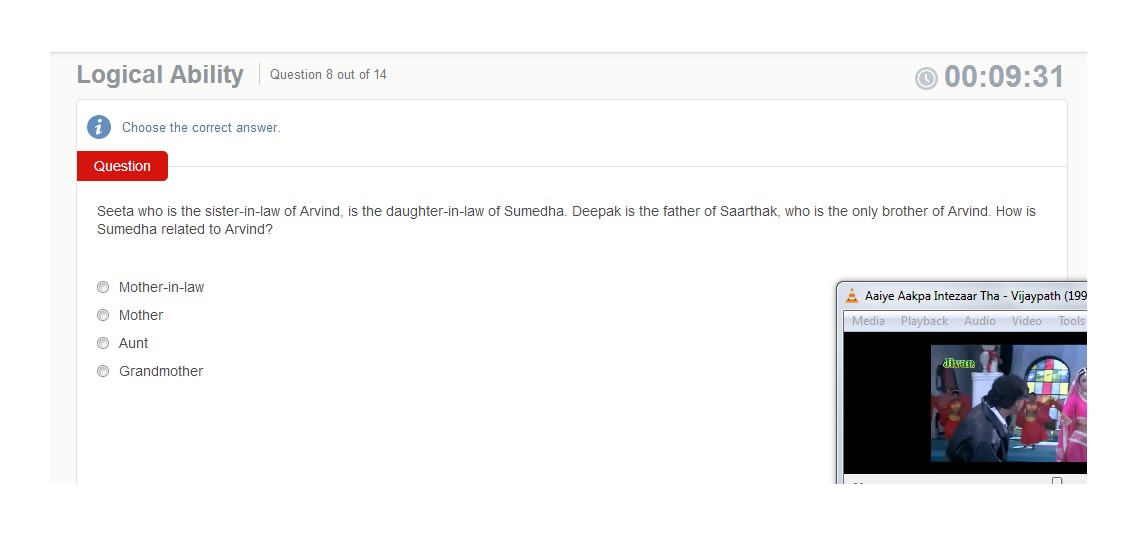 Logical Ability
Question 8 out of 14
00:09:31
Choose the correct answer.
Question
Seeta who is the sister-in-law of Arvind, is the daughter-in-law of Sumedha. Deepak is the father of Saarthak, who is the only brother of Arvind. How is
Sumedha related to Arvind?
Mother-in-law
Mother
Aunt
Grandmother
Aaiye Aakpa Intezaar Tha - Vijaypath (199
Media Playback Audio Video Tools
Jivan